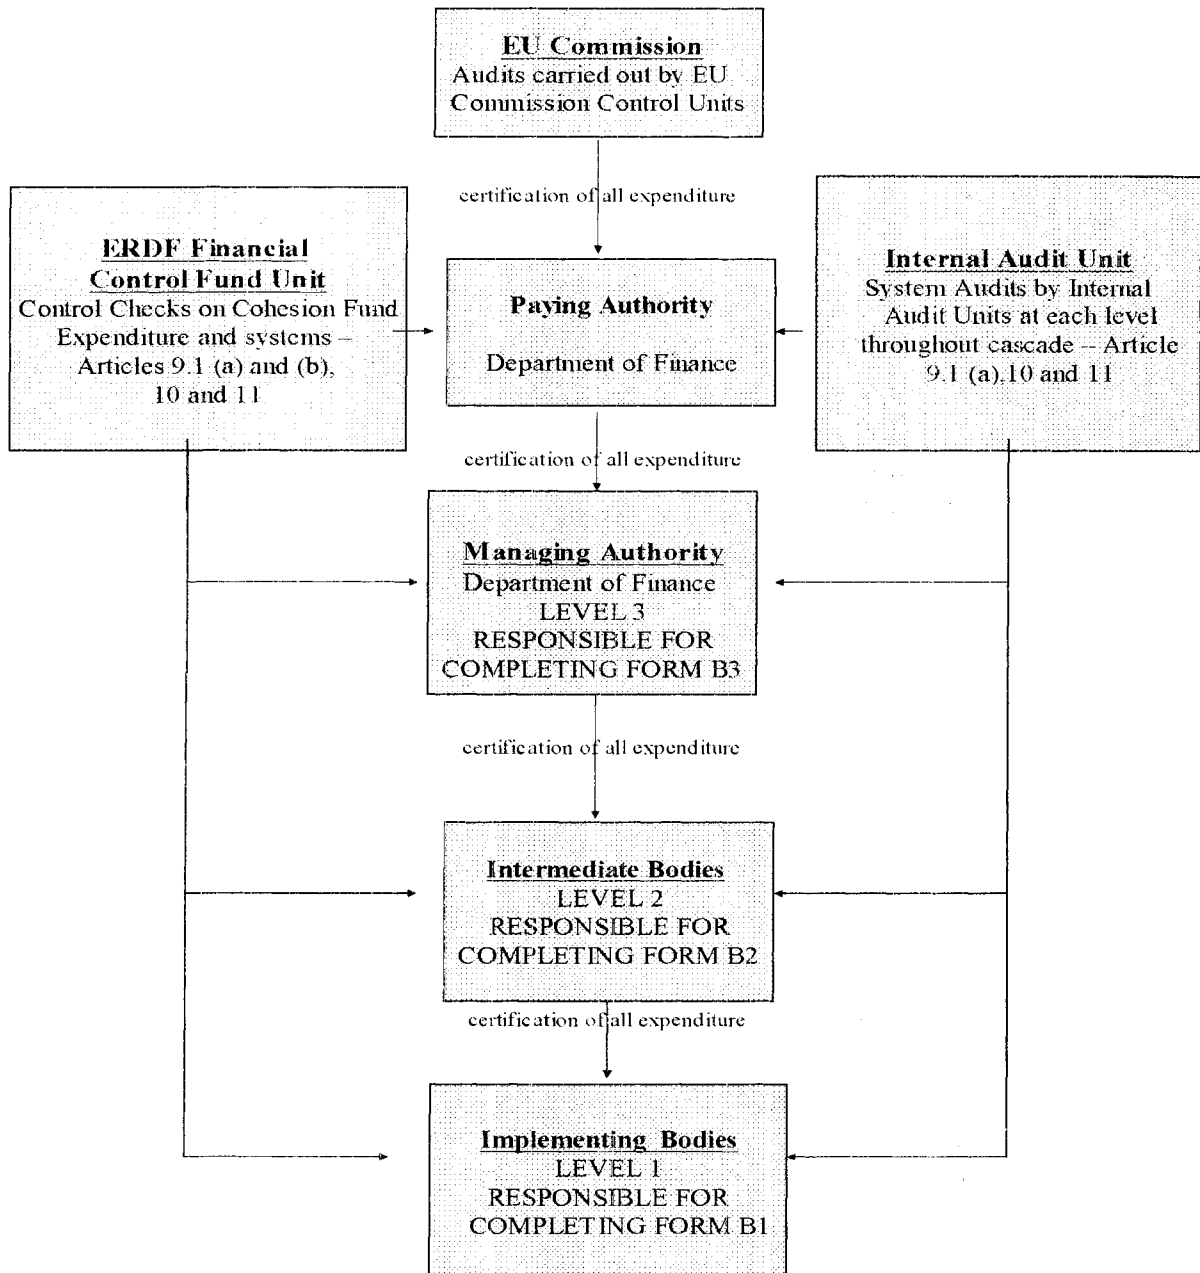 EU Commission
Audits carried out by EU
Commission Control Units
certification of all expenditure
ERDF Financial
Control Fund Unit
Control Checks on Cohesion Fund
Expenditure and systems –
Articles 9.1 (a) and (b),
10 and 11
Paying Authority
Department of Finance
Internal Audit Unit
System Audits by Internal
Audit Units at each level
throughout cascade – Article
9.1 (a),10 and 11
certification of all expenditure
Managing Authority
Department of Finance
LEVEL 3
RESPONSIBLE FOR
COMPLETING FORM B3
certification of all expenditure
Intermediate Bodies
LEVEL 2
RESPONSIBLE FOR
COMPLETING FORM B2
certification of all expenditure
Implementing Bodies
LEVEL 1
RESPONSIBLE FOR
COMPLETING FORM B1